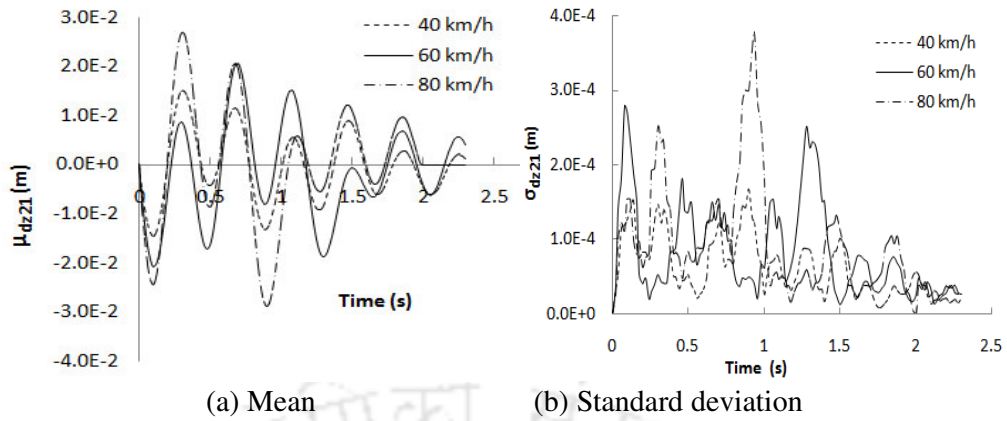 3.0E-2
2.0E-2
1.0E-2
0.0E+0
-1.0E-2
-2.0E-2
-3.0E-2
-4.0E-2
0
0.5
1
1.5
2
2.5
μdz21 (m)
Time (s)
40 km/h
60 km/h
80 km/h
4.0E-4
3.0E-4
2.0E-4
1.0E-4
0.0E+0
0
0.5
1
1.5
2
2.5
σdz21 (m)
Time (s)
40 km/h
60 km/h
80 km/h
(a) Mean
(b) Standard deviation